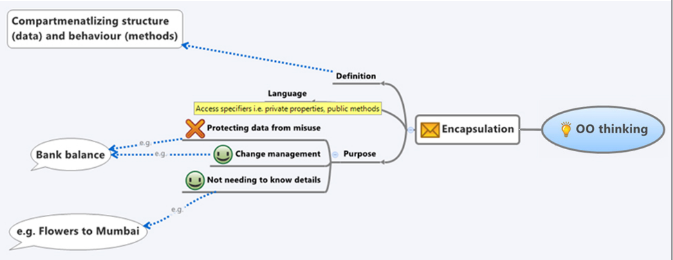 Compartmenatlizing structure
(data) and behaviour (methods)
Definition
Language
Access specifiers i.e. private properties, public methods
Protecting data from misuse
Encapsulation
OO thinking
e.g.
Bank balance
e.g.
Change management
Purpose
Not needing to know details
e.g.
e.g. Flowers to Mumbai